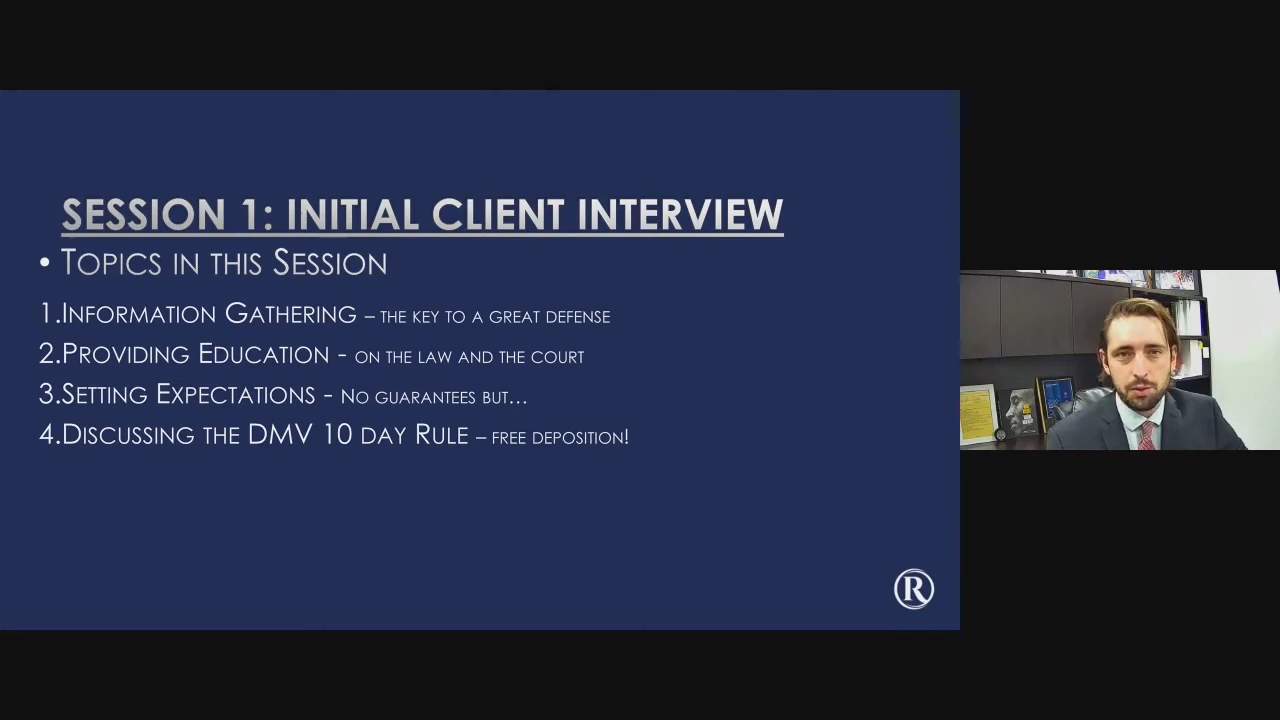 SESSION 1: INITIAL CLIENT INTERVIEW
• TOPICS IN THIS SESSION
1.INFORMATION GATHERING – THE KEY TO A GREAT DEFENSE
2.PROVIDING EDUCATION - ON THE LAW AND THE COURT
3.SETTING EXPECTATIONS - NO GUARANTEES BUT...
4.DISCUSSING THE DMV 10 DAY RULE – FREE DEPOSITION!
R